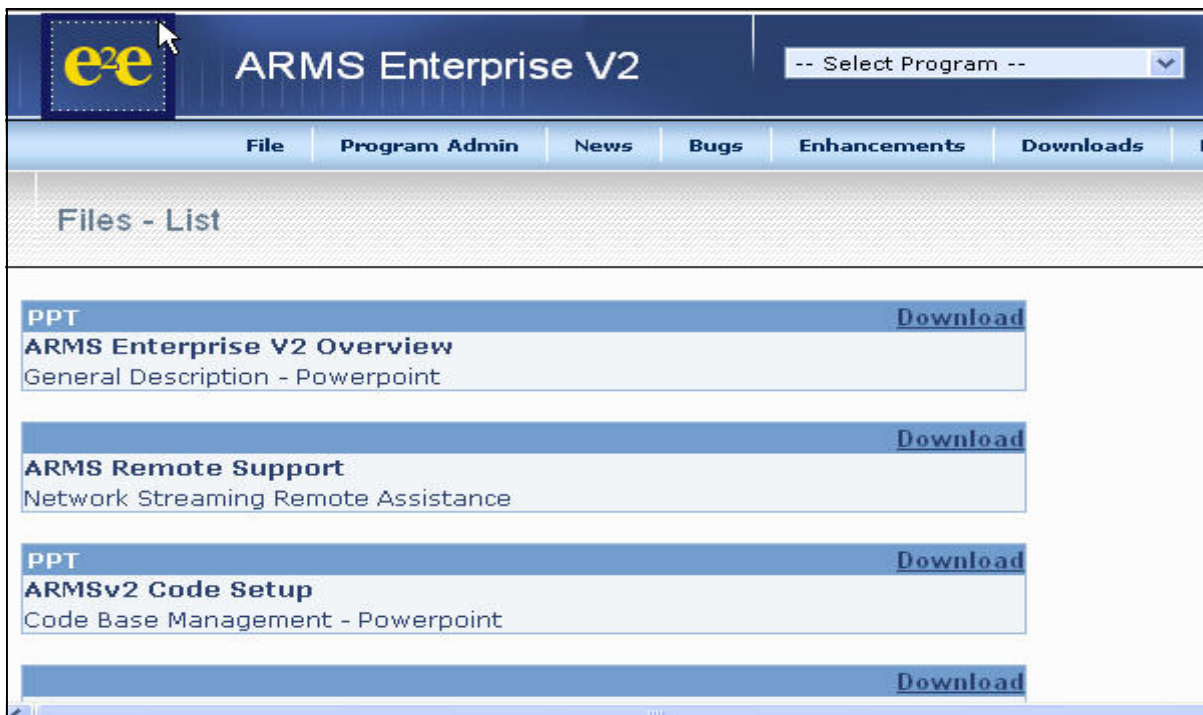 e2e ARMS Enterprise V2 -- Select Program --
File Program Admin News Bugs Enhancements Downloads
Files - List
PPT Download
ARMS Enterprise V2 Overview
General Description - Powerpoint
Download
ARMS Remote Support
Network Streaming Remote Assistance
PPT Download
ARMSv2 Code Setup
Code Base Management - Powerpoint
Download